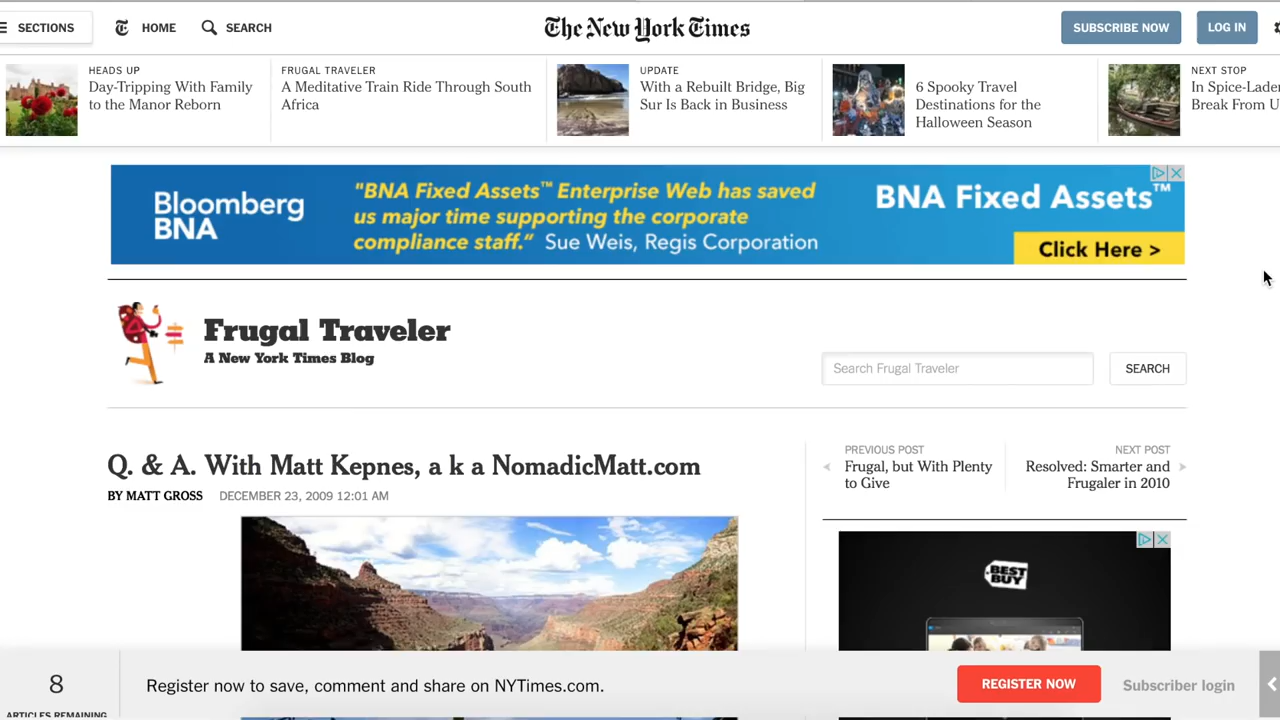 SECTIONS
HOME
SEARCH
The New York Times
SUBSCRIBE NOW
LOG IN
HEADS UP
Day-Tripping With Family
to the Manor Reborn
FRUGAL TRAVELER
A Meditative Train Ride Through South
Africa
UPDATE
With a Rebuilt Bridge, Big
Sur Is Back in Business
6 Spooky Travel
Destinations for the
Halloween Season
NEXT STOP
In Spice-Lade
Break From U
Bloomberg
BNA
"BNA Fixed Assets™ Enterprise Web has saved
us major time supporting the corporate
compliance staff.“ Sue Weis, Regis Corporation
BNA Fixed Assets™
Click Here >
Frugal Traveler
A New York Times Blog
Search Frugal Traveler
SEARCH
Q. & A. With Matt Kepnes, a k a NomadicMatt.com
BY MATT GROSS
DECEMBER 23, 2009 12:01 AM
PREVIOUS POST
Frugal, but With Plenty
to Give
NEXT POST
Resolved: Smarter and
Frugaler in 2010
BEST
BUY
8
ARTICLES REMAINING
Register now to save, comment and share on NYTimes.com.
REGISTER NOW
Subscriber login